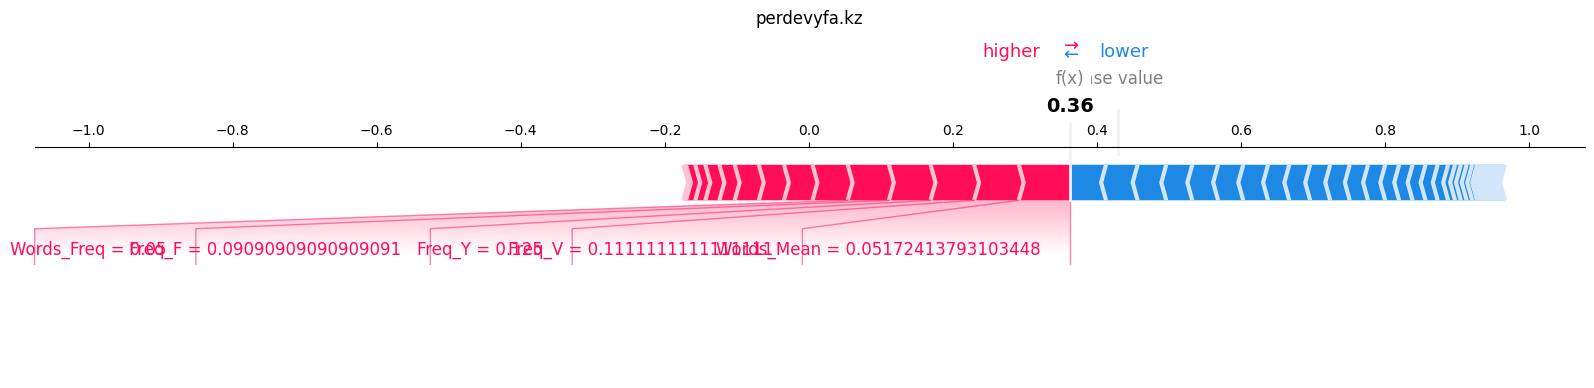 perdevyfa.kz
higher → ← lower
f(x) se value
0.36
−1.0 −0.8 −0.6 −0.4 −0.2 0.0 0.2 0.4 0.6 0.8 1.0
Words_Freq = 0.05 Freq_F = 0.09090909090909091 Freq_Y = 0.125 Freq_V = 0.1111111111111111 Words_Mean = 0.05172413793103448